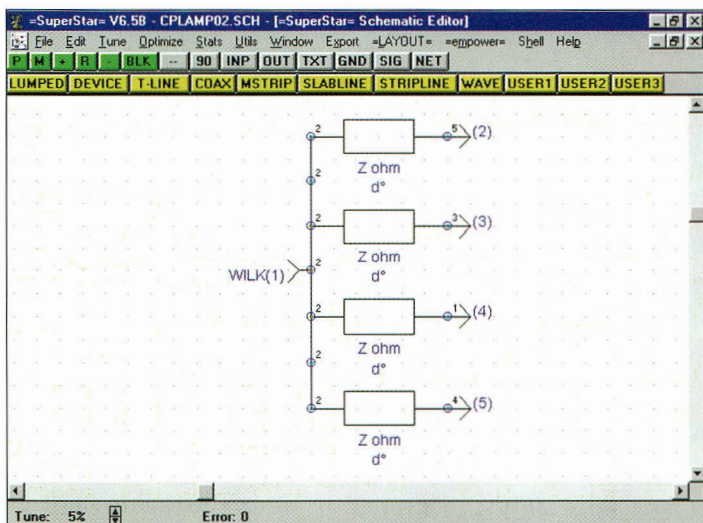 =SuperStar= V6.5B - CPLAMP02.SCH - [=SuperStar= Schematic Editor]
File Edit Tune Optimize Stats Utils Window Export =LAYOUT= =empower= Shell Help
P M + R - BLK -- 90 INP OUT TXT GND SIG NET
LUMPED DEVICE T-LINE COAX MSTRIP SLABLINE STRIPLINE WAVE USER1 USER2 USER3
2 5 (2)
Z ohm
d°
2
2 3 (3)
Z ohm
d°
WILK(1) 2
2 1 (4)
Z ohm
d°
2
2 4 (5)
Z ohm
d°
Tune: 5% Error: 0